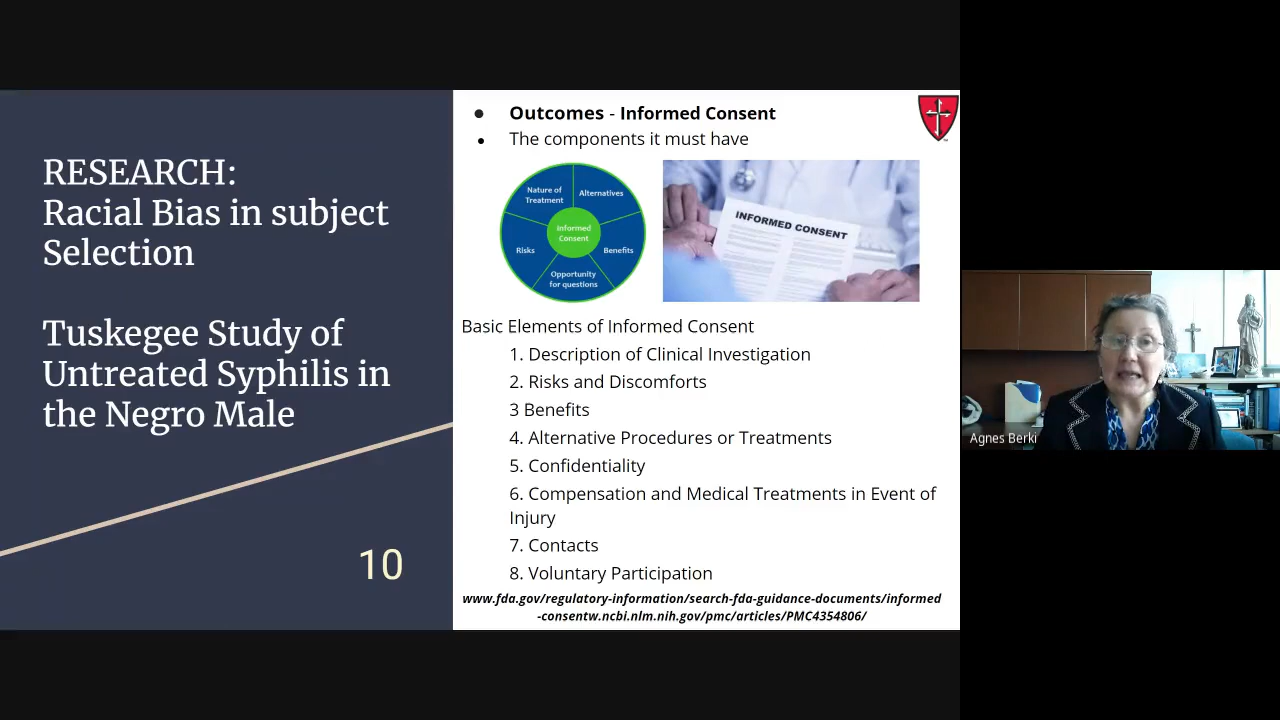 RESEARCH:
Racial Bias in subject
Selection
Tuskegee Study of
Untreated Syphilis in
the Negro Male
10
● Outcomes - Informed Consent
● The components it must have
Nature of
Treatment
Alternatives
Informed
Consent
Risks
Benefits
Opportunity
for questions
INFORMED CONSENT
Basic Elements of Informed Consent
1. Description of Clinical Investigation
2. Risks and Discomforts
3 Benefits
4. Alternative Procedures or Treatments
5. Confidentiality
6. Compensation and Medical Treatments in Event of
Injury
7. Contacts
8. Voluntary Participation
www.fda.gov/regulatory-information/search-fda-guidance-documents/informed
-consentw.ncbi.nlm.nih.gov/pmc/articles/PMC4354806/
Agnes Berki